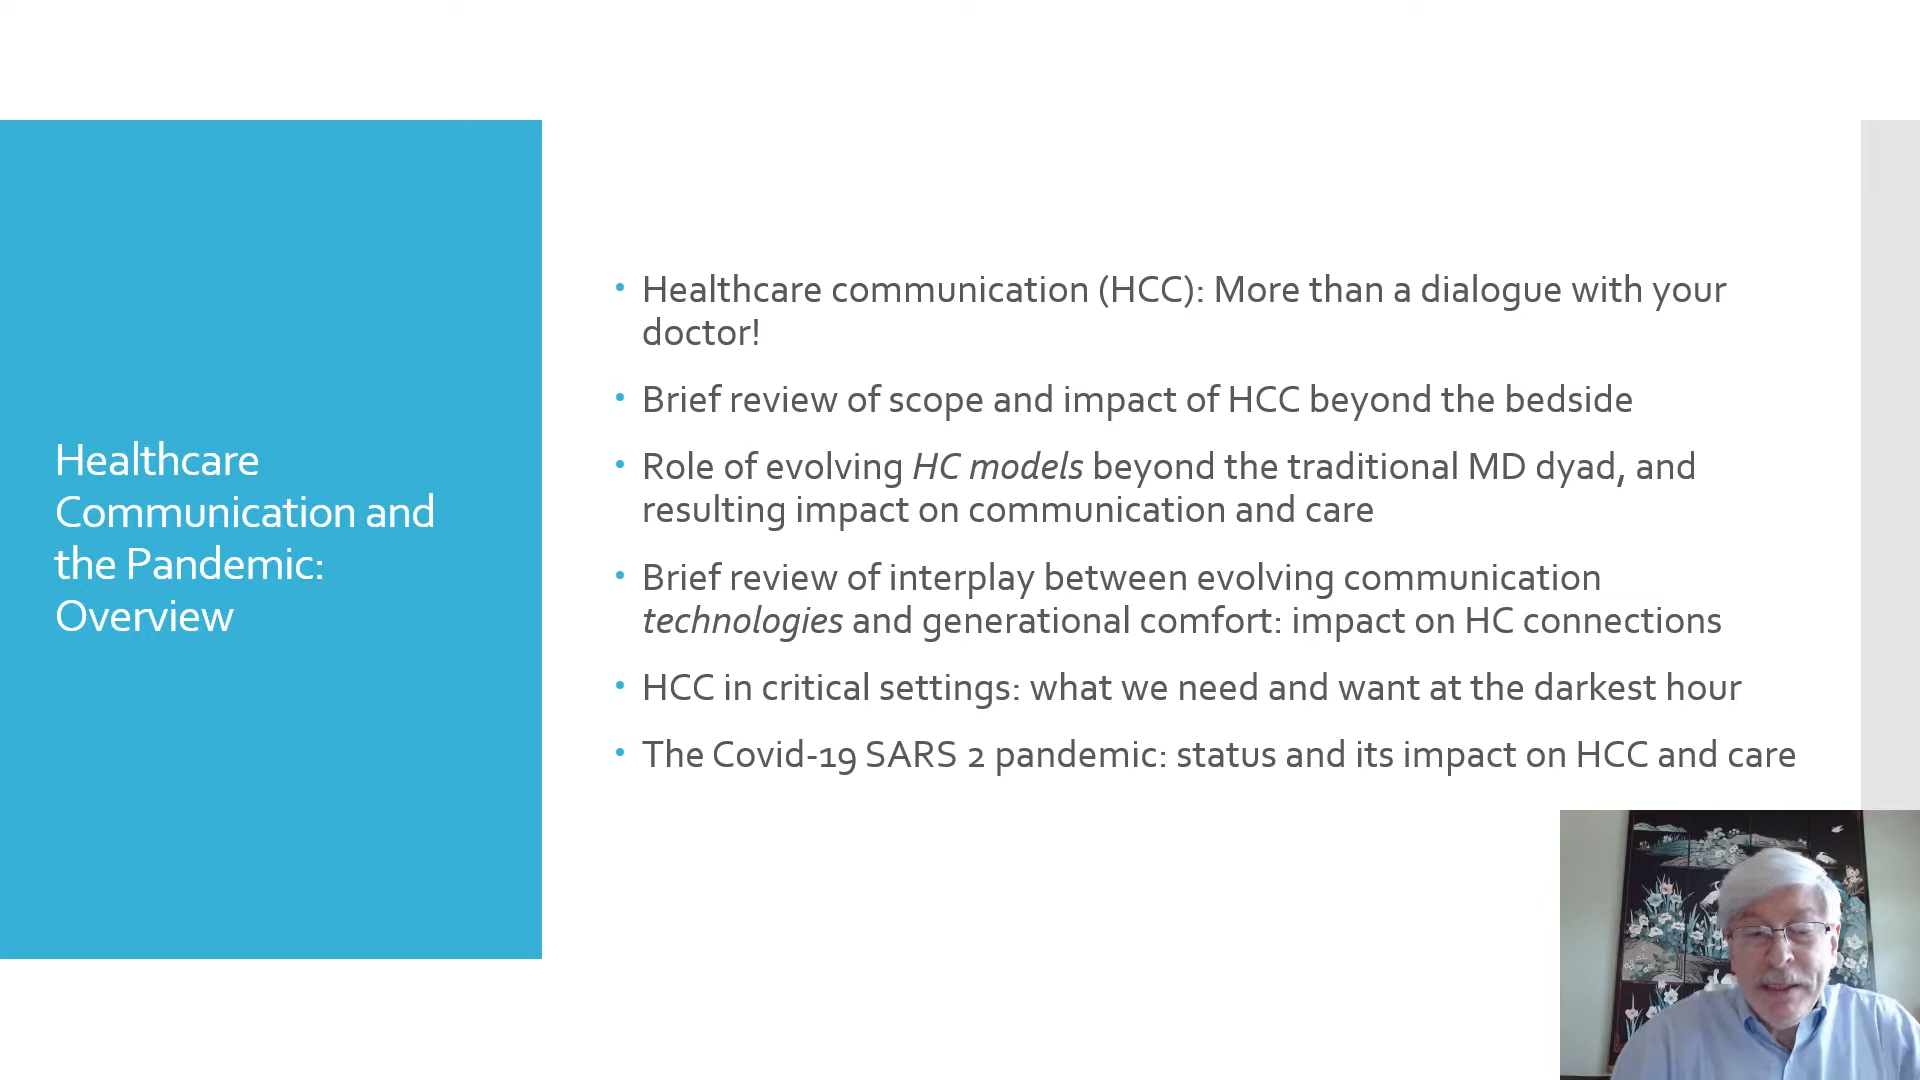 Healthcare
Communication and
the Pandemic:
Overview
• Healthcare communication (HCC): More than a dialogue with your
doctor!
• Brief review of scope and impact of HCC beyond the bedside
• Role of evolving HC models beyond the traditional MD dyad, and
resulting impact on communication and care
• Brief review of interplay between evolving communication
technologies and generational comfort: impact on HC connections
• HCC in critical settings: what we need and want at the darkest hour
• The Covid-19 SARS 2 pandemic: status and its impact on HCC and care